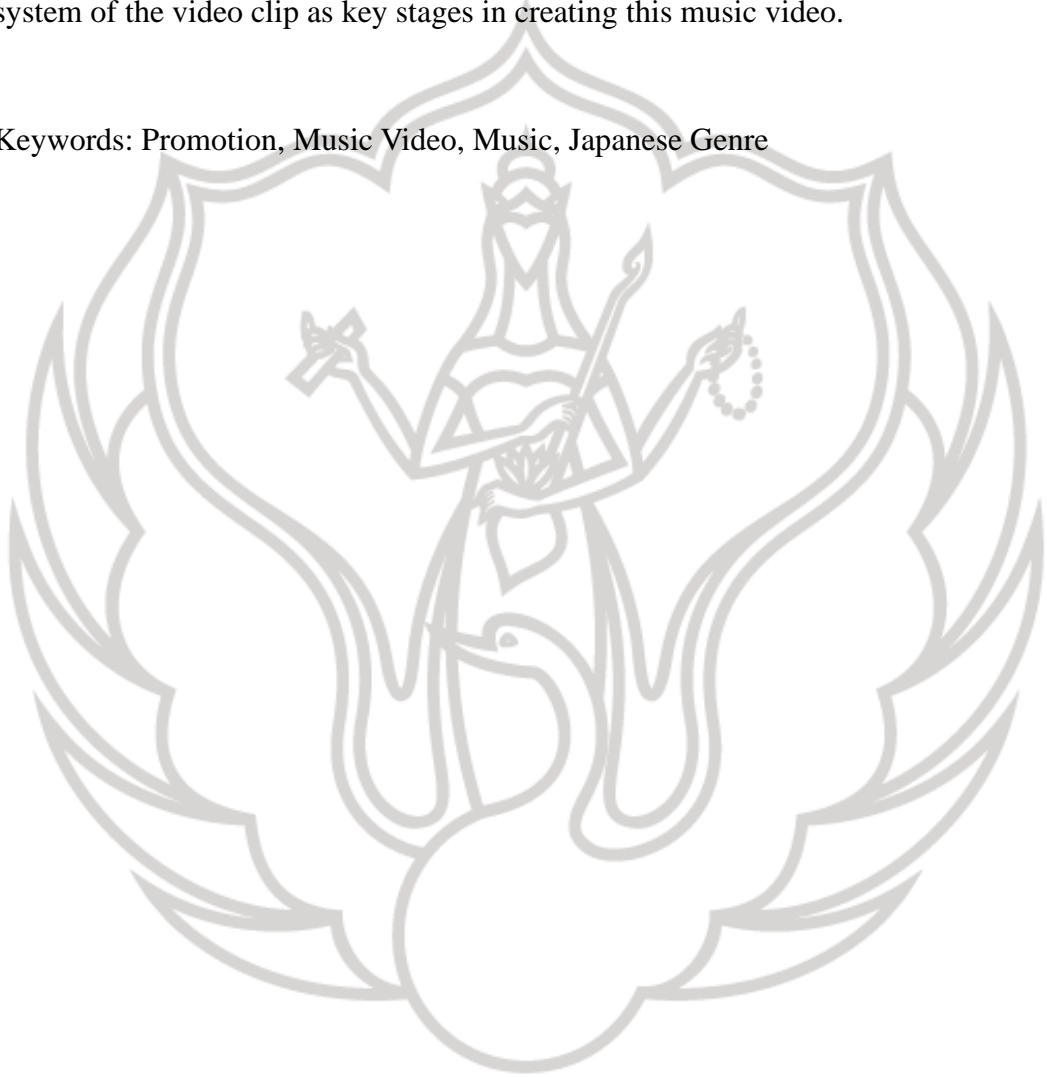 system of the video clip as key stages in creating this music video.
Keywords: Promotion, Music Video, Music, Japanese Genre